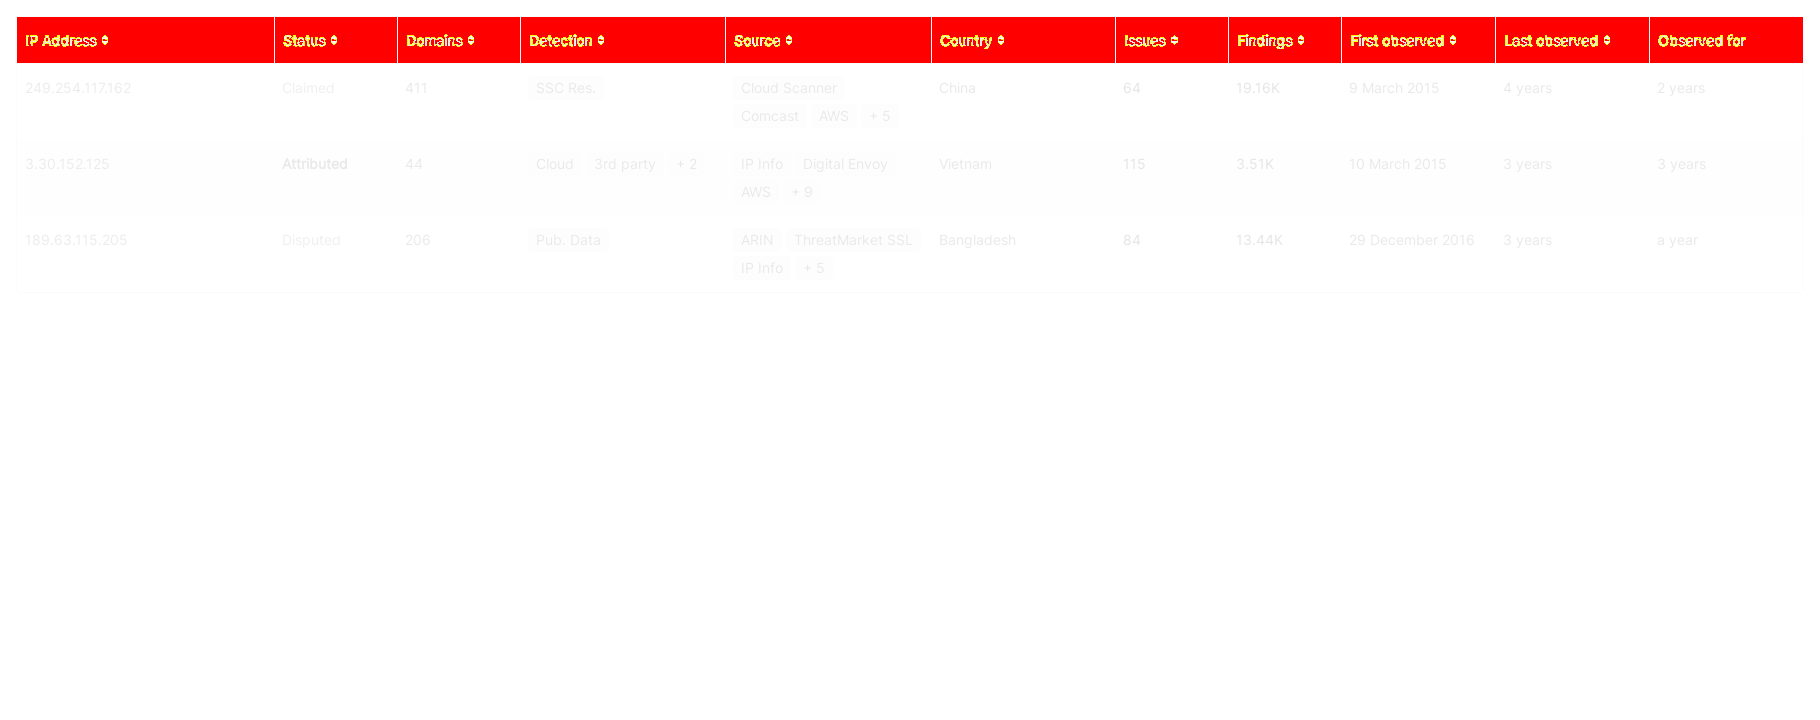 IP Address Status Domains Detection Source Country Issues Findings First observed Last observed Observed for
249.254.117.162 Claimed 411 SSC Res. Cloud Scanner China 64 19.16K 9 March 2015 4 years 2 years
Comcast AWS + 5
3.30.152.125 Attributed 44 Cloud 3rd party + 2 IP Info Digital Envoy Vietnam 115 3.51K 10 March 2015 3 years 3 years
AWS + 9
189.63.115.205 Disputed 206 Pub. Data ARIN ThreatMarket SSL Bangladesh 84 13.44K 29 December 2016 3 years a year
IP Info + 5